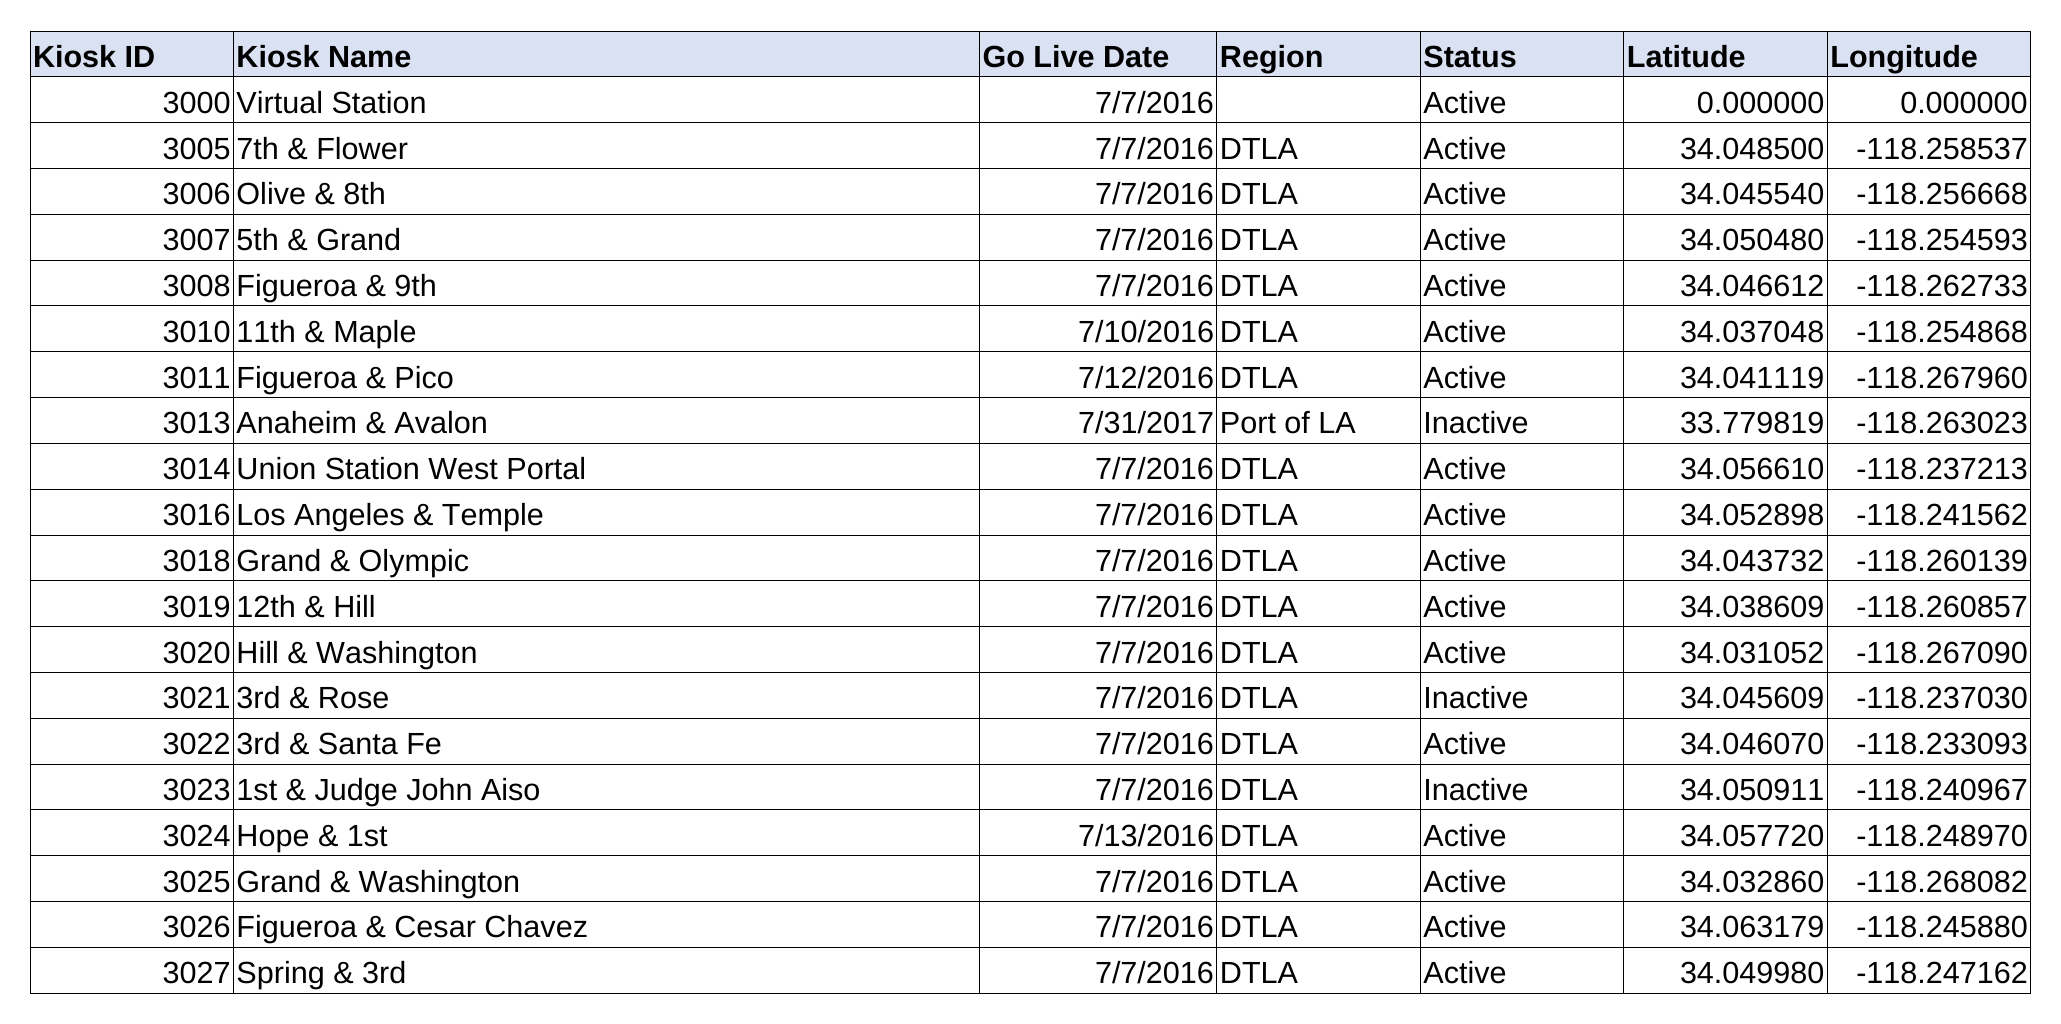 Kiosk ID Kiosk Name Go Live Date Region Status Latitude Longitude
3000 Virtual Station 7/7/2016 Active 0.000000 0.000000
3005 7th & Flower 7/7/2016 DTLA Active 34.048500 -118.258537
3006 Olive & 8th 7/7/2016 DTLA Active 34.045540 -118.256668
3007 5th & Grand 7/7/2016 DTLA Active 34.050480 -118.254593
3008 Figueroa & 9th 7/7/2016 DTLA Active 34.046612 -118.262733
3010 11th & Maple 7/10/2016 DTLA Active 34.037048 -118.254868
3011 Figueroa & Pico 7/12/2016 DTLA Active 34.041119 -118.267960
3013 Anaheim & Avalon 7/31/2017 Port of LA Inactive 33.779819 -118.263023
3014 Union Station West Portal 7/7/2016 DTLA Active 34.056610 -118.237213
3016 Los Angeles & Temple 7/7/2016 DTLA Active 34.052898 -118.241562
3018 Grand & Olympic 7/7/2016 DTLA Active 34.043732 -118.260139
3019 12th & Hill 7/7/2016 DTLA Active 34.038609 -118.260857
3020 Hill & Washington 7/7/2016 DTLA Active 34.031052 -118.267090
3021 3rd & Rose 7/7/2016 DTLA Inactive 34.045609 -118.237030
3022 3rd & Santa Fe 7/7/2016 DTLA Active 34.046070 -118.233093
3023 1st & Judge John Aiso 7/7/2016 DTLA Inactive 34.050911 -118.240967
3024 Hope & 1st 7/13/2016 DTLA Active 34.057720 -118.248970
3025 Grand & Washington 7/7/2016 DTLA Active 34.032860 -118.268082
3026 Figueroa & Cesar Chavez 7/7/2016 DTLA Active 34.063179 -118.245880
3027 Spring & 3rd 7/7/2016 DTLA Active 34.049980 -118.247162